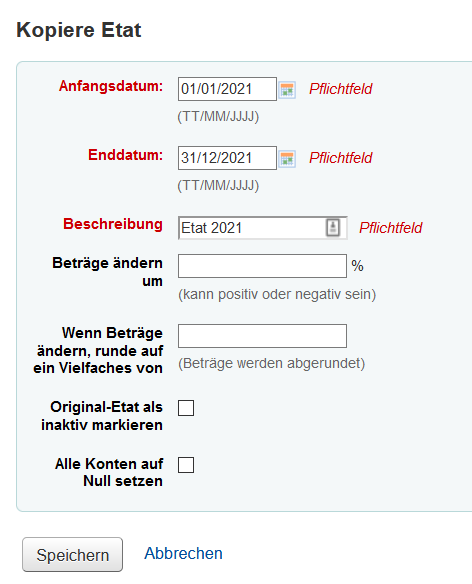 Kopiere Etat
Anfangsdatum: 01/01/2021 Pflichtfeld
(TT/MM/JJJJ)
Enddatum: 31/12/2021 Pflichtfeld
(TT/MM/JJJJ)
Beschreibung Etat 2021 Pflichtfeld
Beträge ändern %
um
(kann positiv oder negativ sein)
Wenn Beträge
ändern, runde auf
ein Vielfaches von (Beträge werden abgerundet)
Original-Etat als
inaktiv markieren
Alle Konten auf
Null setzen
Speichern Abbrechen